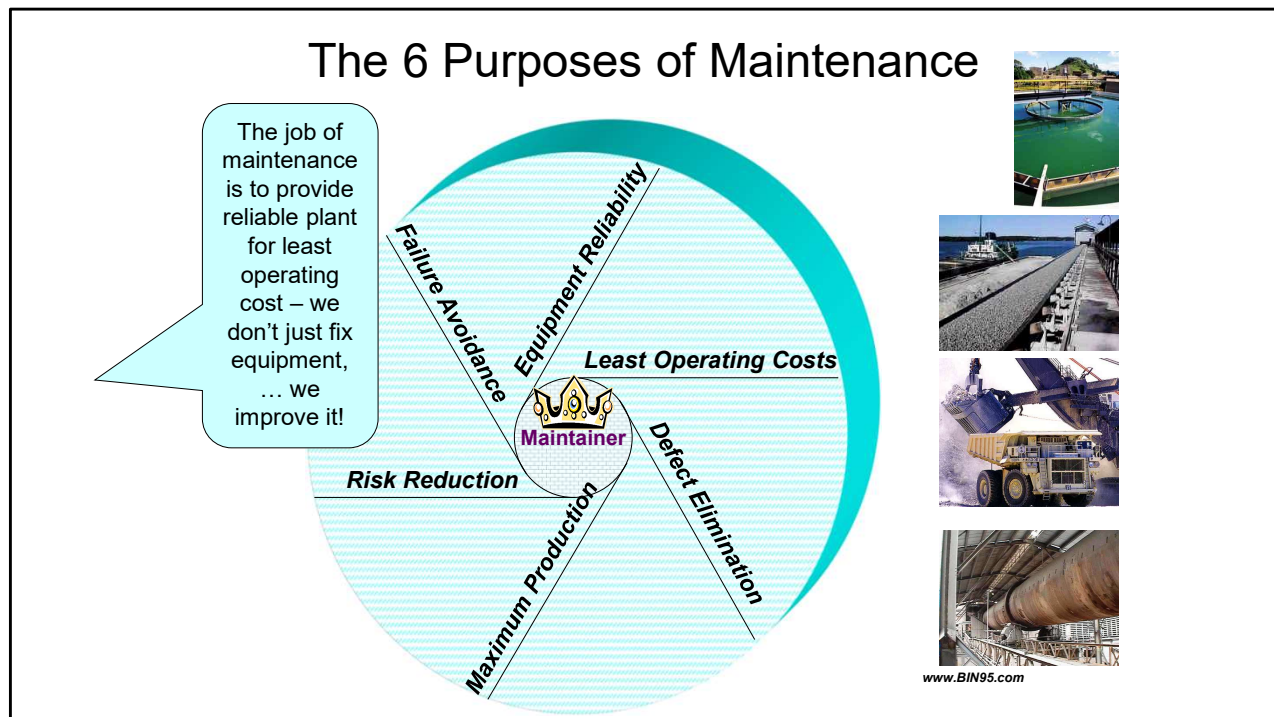 The 6 Purposes of Maintenance
The job of
maintenance
is to provide
reliable plant
for least
operating
cost – we
don’t just fix
equipment,
… we
improve it!
Failure Avoidance
Equipment Reliability
Least Operating Costs
Maintainer
Defect Elimination
Risk Reduction
Maximum Production
www.BIN95.com